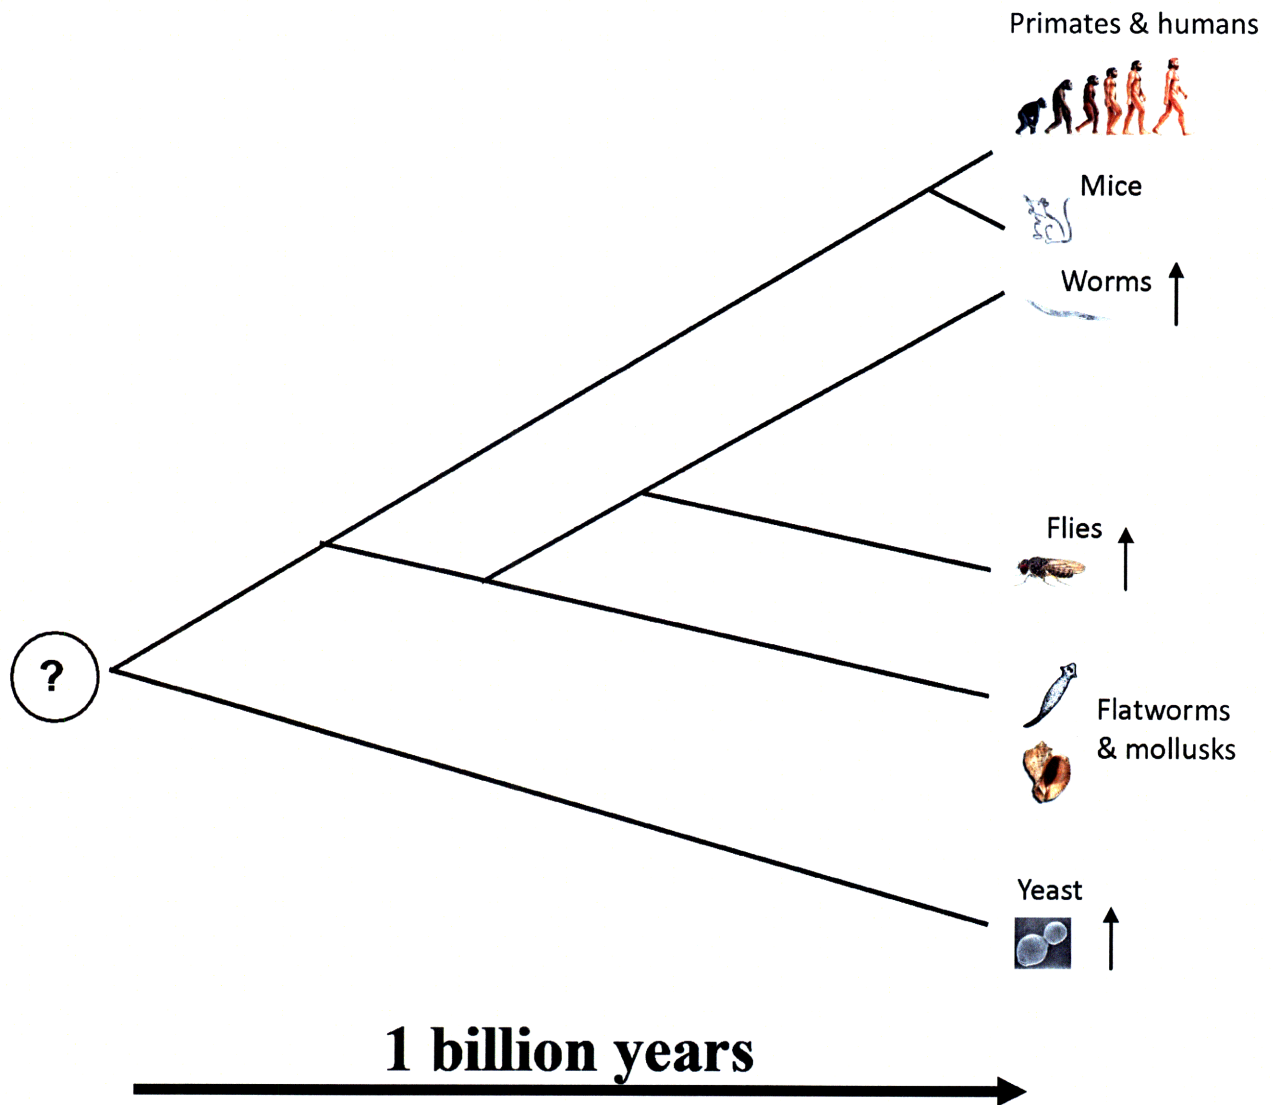 Primates & humans
Mice
Worms
Flies
?
Flatworms
& mollusks
Yeast
1 billion years